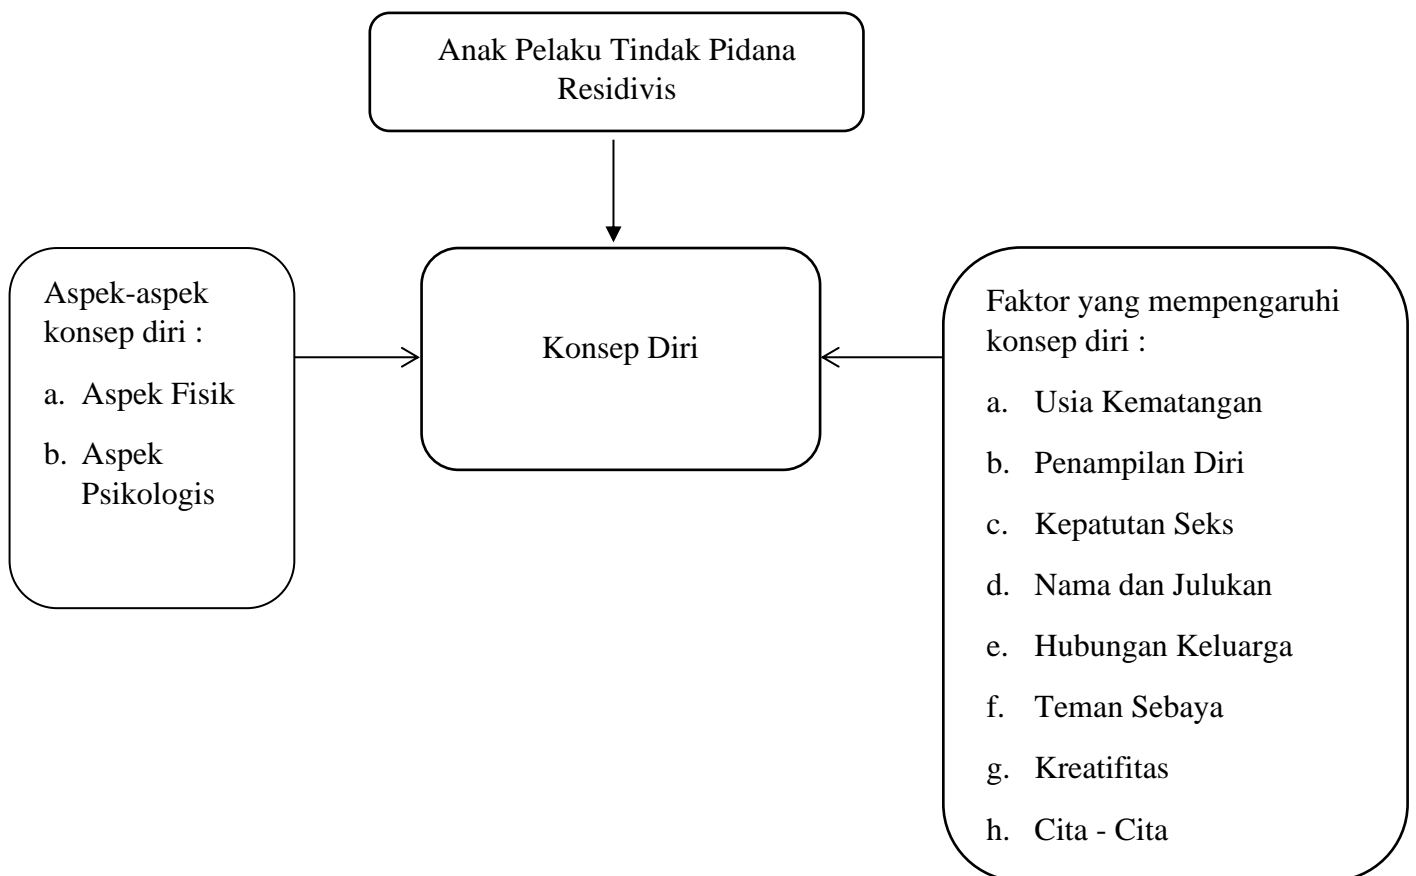 Anak Pelaku Tindak Pidana
Residivis
Aspek-aspek
konsep diri :
a. Aspek Fisik
b. Aspek
Psikologis
Konsep Diri
Faktor yang mempengaruhi
konsep diri :
a. Usia Kematangan
b. Penampilan Diri
c. Kepatutan Seks
d. Nama dan Julukan
e. Hubungan Keluarga
f. Teman Sebaya
g. Kreatifitas
h. Cita - Cita